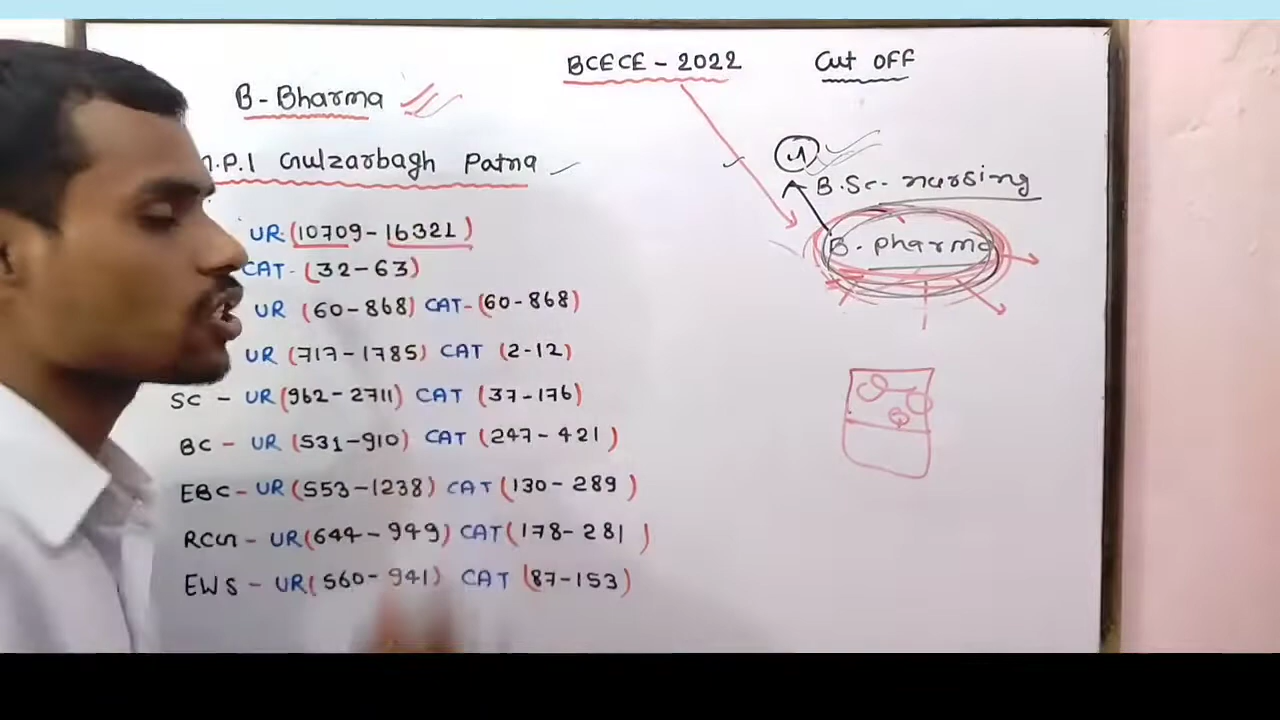 BCECE - 2022 Cut OFF
B - Bharma
.P.I Gulzarbagh Patna
B.Sc. nursing
B. pharma
UR (10709 - 16321)
CAT - (32 - 63)
UR (60 - 868) CAT - (60 - 868)
UR (717 - 1785) CAT (2 - 12)
SC - UR (962 - 2711) CAT (37 - 176)
BC - UR (531 - 910) CAT (247 - 421)
EBC - UR (553 - 1238) CAT (130 - 289)
RCG - UR (644 - 949) CAT (178 - 281)
EWS - UR (560 - 941) CAT (87 - 153)